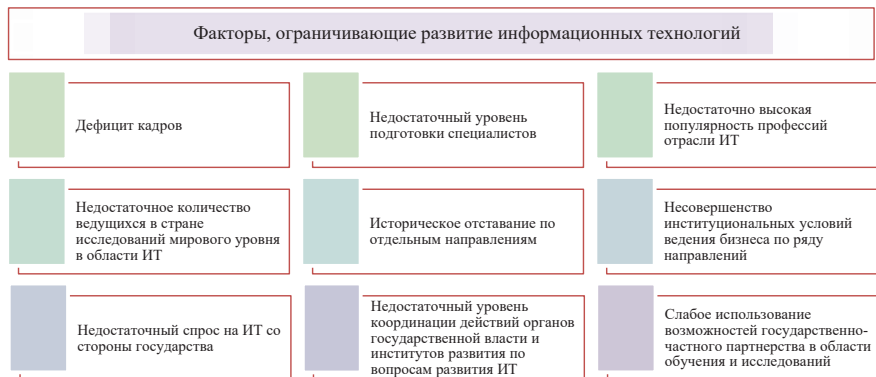 Факторы, ограничивающие развитие информационных технологий
Дефицит кадров
Недостаточный уровень
подготовки специалистов
Недостаточно высокая
популярность профессий
отрасли ИТ
Недостаточное количество
ведущихся в стране
исследований мирового уровня
в области ИТ
Историческое отставание по
отдельным направлениям
Несовершенство
институциональных условий
ведения бизнеса по ряду
направлений
Недостаточный спрос на ИТ со
стороны государства
Недостаточный уровень
координации действий органов
государственной власти и
институтов развития по
вопросам развития ИТ
Слабое использование
возможностей государственно-
частного партнерства в области
обучения и исследований